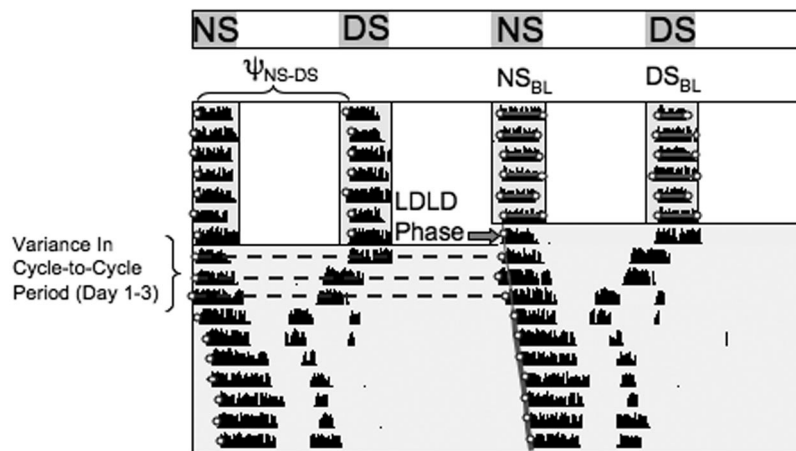 NS DS NS DS
ΨNS-DS NSBL DSBL
LDLD
Phase
Variance In
Cycle-to-Cycle
Period (Day 1-3)